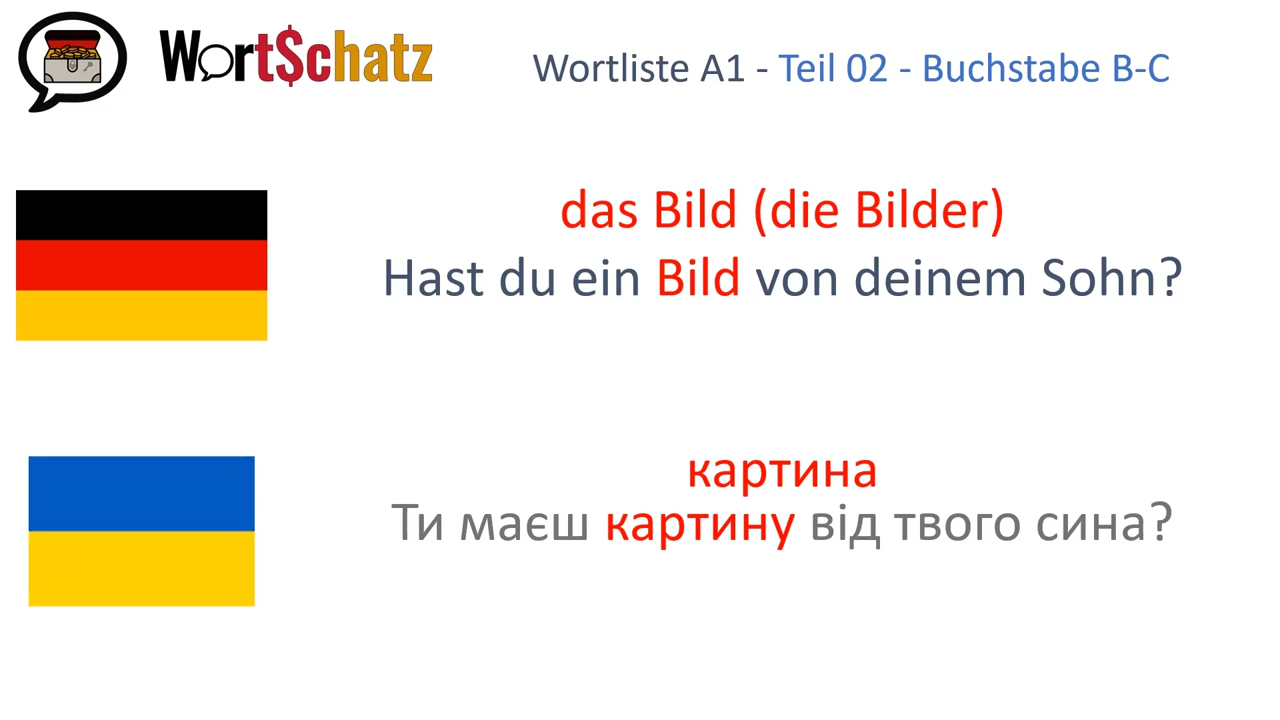 Wort$chatz
Wortliste A1 - Teil 02 - Buchstabe B-C
das Bild (die Bilder)
Hast du ein Bild von deinem Sohn?
картина
Ти маєш картину від твого сина?